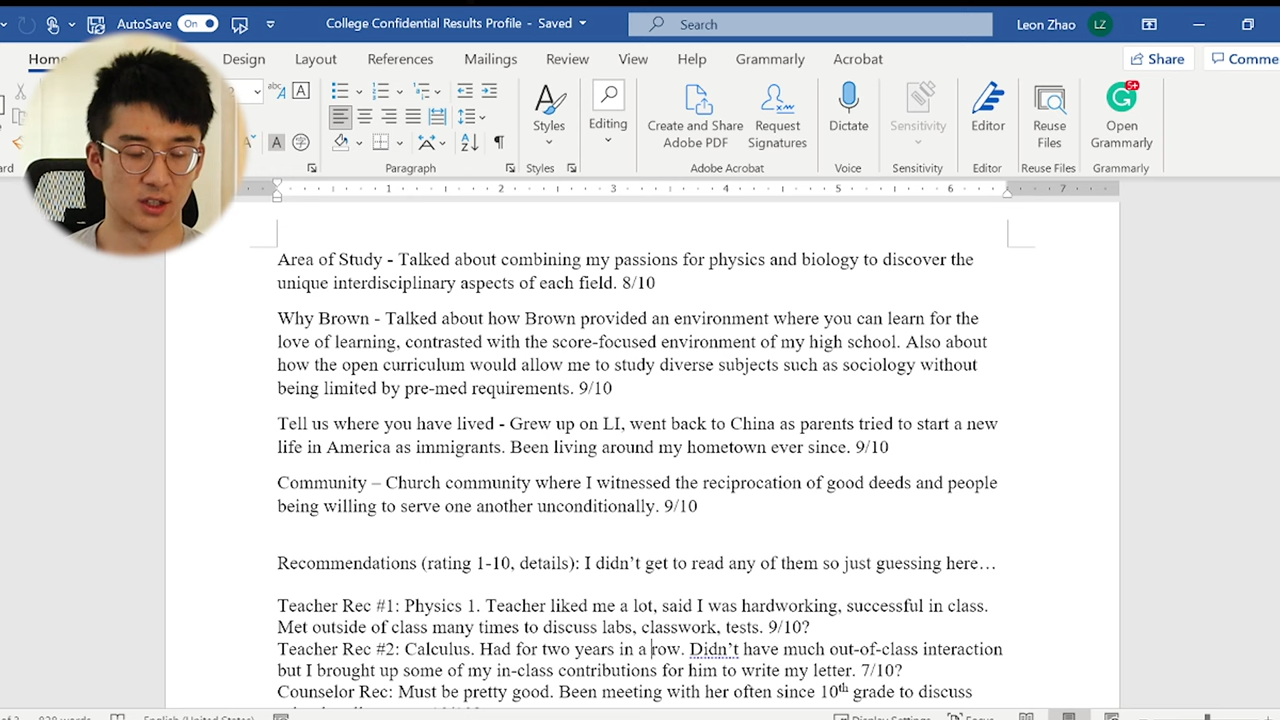 AutoSave On College Confidential Results Profile - Saved Search Leon Zhao LZ
Home Design Layout References Mailings Review View Help Grammarly Acrobat Share Comme
Styles Editing Create and Share Adobe PDF Request Signatures Dictate Sensitivity Editor Reuse Files Open Grammarly
Paragraph Styles Adobe Acrobat Voice Sensitivity Editor Reuse Files Grammarly
1 2 3 4 5 6 7
Area of Study - Talked about combining my passions for physics and biology to discover the
unique interdisciplinary aspects of each field. 8/10
Why Brown - Talked about how Brown provided an environment where you can learn for the
love of learning, contrasted with the score-focused environment of my high school. Also about
how the open curriculum would allow me to study diverse subjects such as sociology without
being limited by pre-med requirements. 9/10
Tell us where you have lived - Grew up on LI, went back to China as parents tried to start a new
life in America as immigrants. Been living around my hometown ever since. 9/10
Community – Church community where I witnessed the reciprocation of good deeds and people
being willing to serve one another unconditionally. 9/10
Recommendations (rating 1-10, details): I didn't get to read any of them so just guessing here…
Teacher Rec #1: Physics 1. Teacher liked me a lot, said I was hardworking, successful in class.
Met outside of class many times to discuss labs, classwork, tests. 9/10?
Teacher Rec #2: Calculus. Had for two years in a row. Didn't have much out-of-class interaction
but I brought up some of my in-class contributions for him to write my letter. 7/10?
Counselor Rec: Must be pretty good. Been meeting with her often since 10th grade to discuss
English (United States) Display Settings Focus